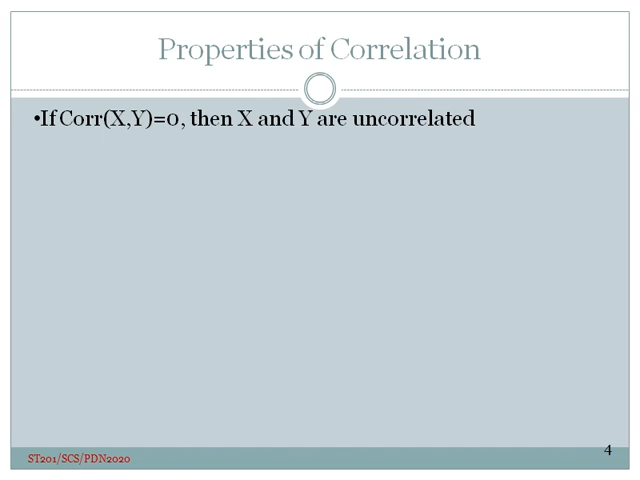 Properties of Correlation
•If Corr(X,Y)=0, then X and Y are uncorrelated
ST201/SCS/PDN2020
4